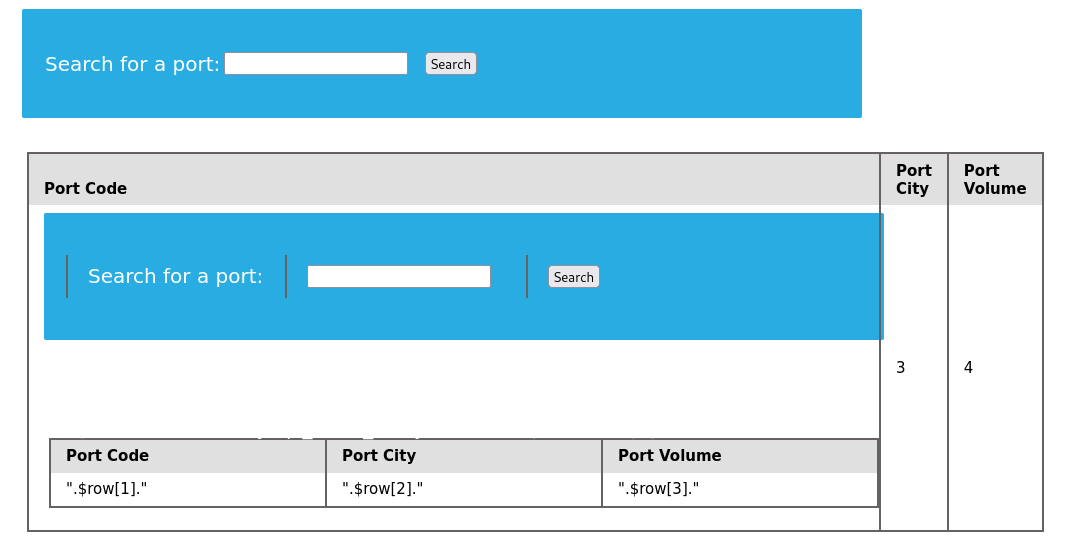 Search for a port: Search
Port Code Port City Port Volume
Search for a port: Search
3 4
Port Code Port City Port Volume
".$row[1]." ".$row[2]." ".$row[3]."